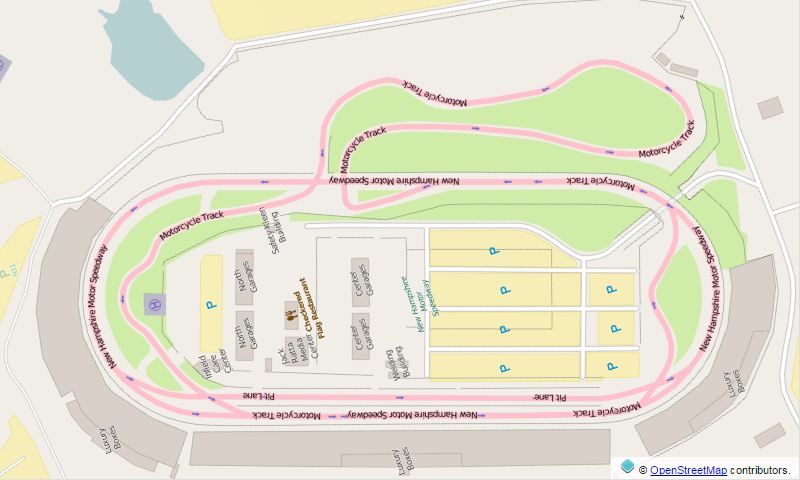 Motorcycle Track
Motorcycle Track
Motorcycle Track
New Hampshire Motor Speedway
Motorcycle Track
Motorcycle Track
Safety-Kleen
Building
New Hampshire Motor Speedway
New Hampshire Motor Speedway
P
P
North
Garages
Center
Garages
New Hampshire
Motor
Speedway
P
P
P
Checkered
Flag Restaurant
H
P
P
North
Garages
Center
Garages
Jack
Ratta
Media
Center
Infield
Care
Center
Welding
Building
P
P
Pit Lane
Pit Lane
Motorcycle Track
New Hampshire Motor Speedway
Motorcycle Track
Luxury
Boxes
Luxury
Boxes
Luxury
Boxes
© OpenStreetMap contributors.